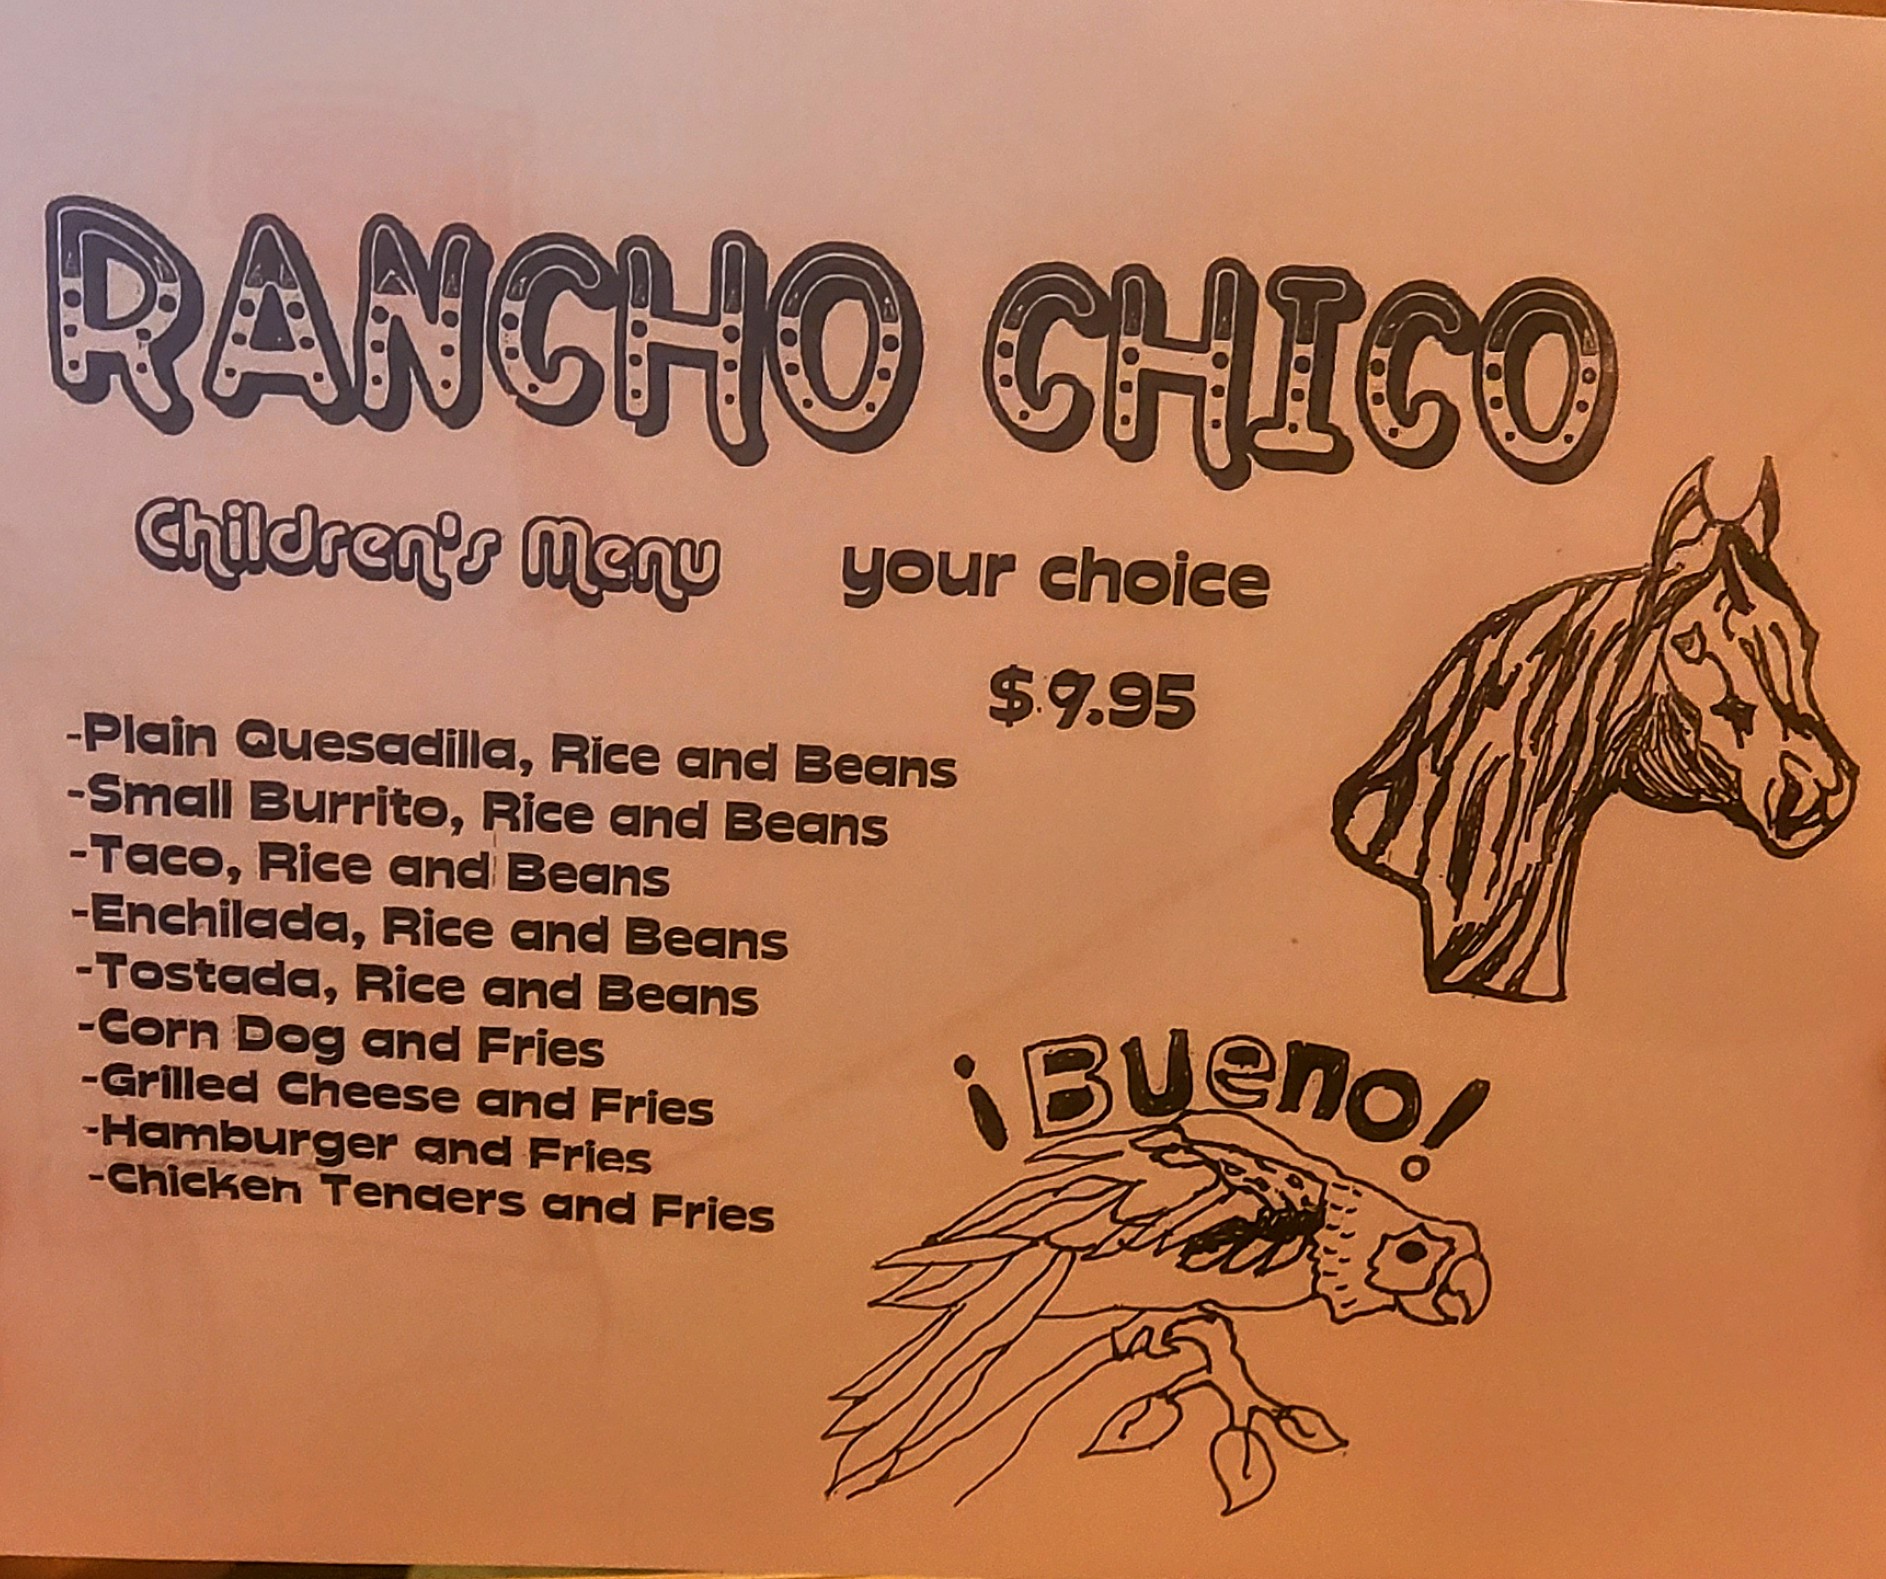 RANCHO CHICO
Children's Menu
your choice
$9.95
-Plain Quesadilla, Rice and Beans
-Small Burrito, Rice and Beans
-Taco, Rice and Beans
-Enchilada, Rice and Beans
-Tostada, Rice and Beans
-Corn Dog and Fries
-Grilled Cheese and Fries
-Hamburger and Fries
-Chicken Tenders and Fries
¡Bueno!